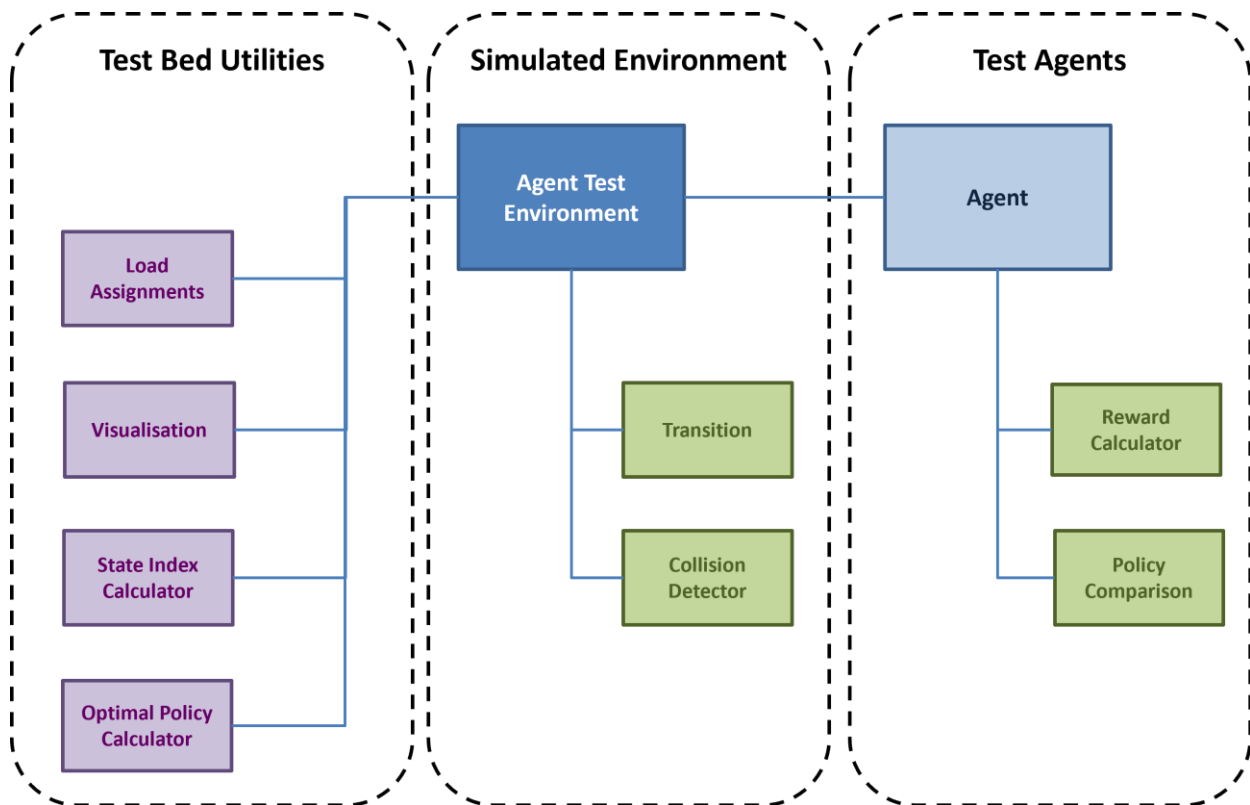 Test Bed Utilities
Load
Assignments
Visualisation
State Index
Calculator
Optimal Policy
Calculator
Simulated Environment
Agent Test
Environment
Transition
Collision
Detector
Test Agents
Agent
Reward
Calculator
Policy
Comparison